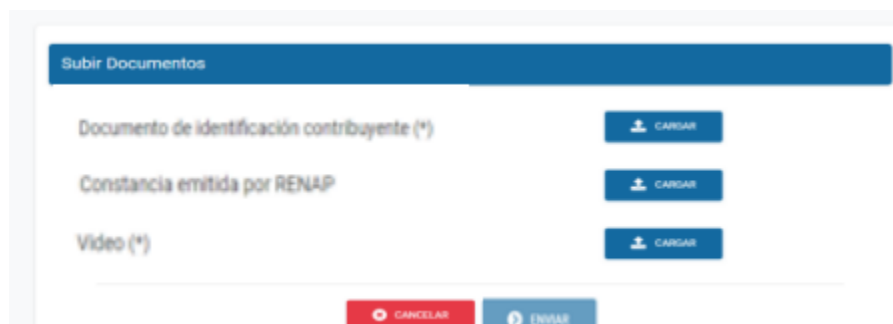 Subir Documentos
Documento de identificación contribuyente (*)
CARGAR
Constancia emitida por RENAP
CARGAR
Video (*)
CARGAR
CANCELAR
ENVIAR